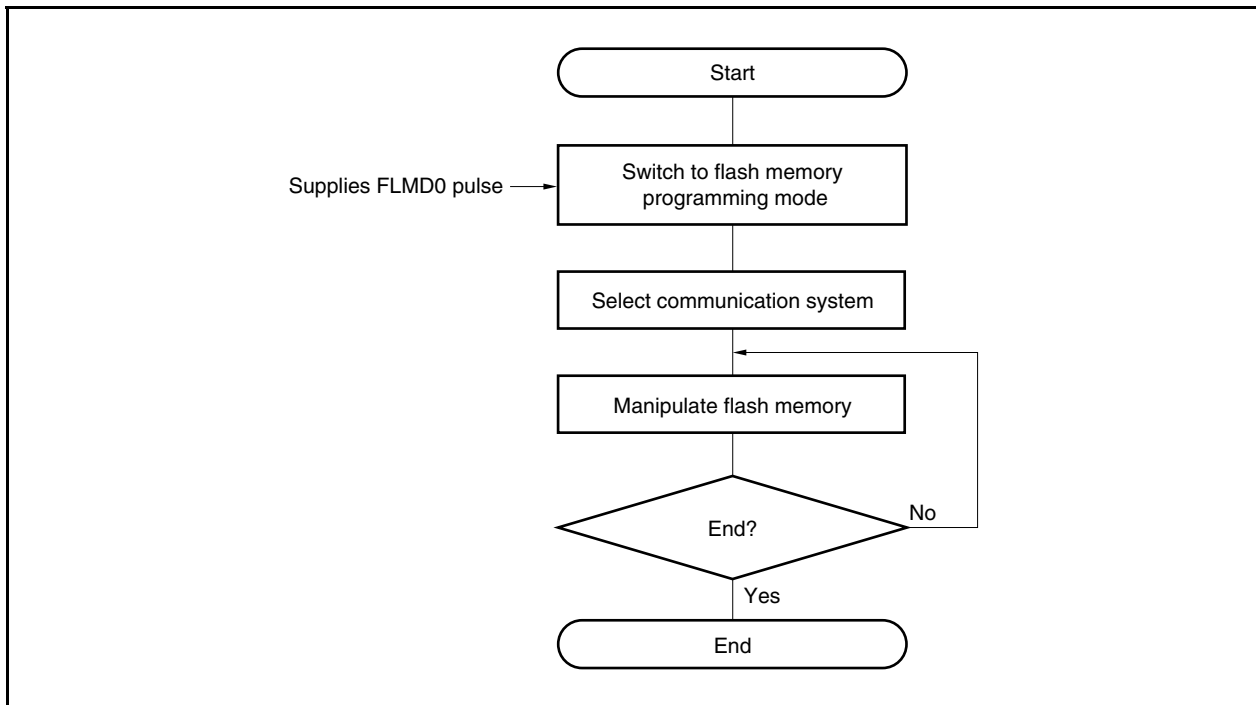 Start
Supplies FLMD0 pulse
Switch to flash memory
programming mode
Select communication system
Manipulate flash memory
End?
No
Yes
End